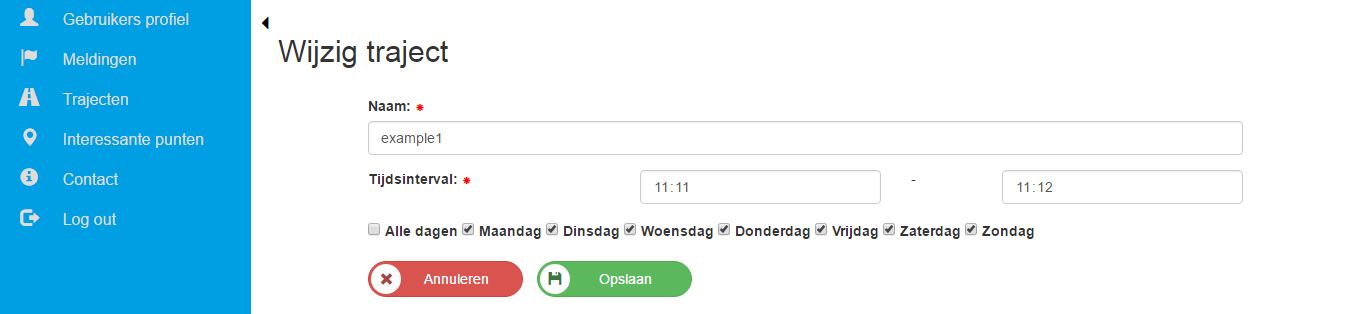 Gebruikers profiel
Meldingen
Trajecten
Interessante punten
Contact
Log out
Wijzig traject
Naam: *
example1
Tijdsinterval: * 11:11 - 11:12
Alle dagen Maandag Dinsdag Woensdag Donderdag Vrijdag Zaterdag Zondag
Annuleren Opslaan